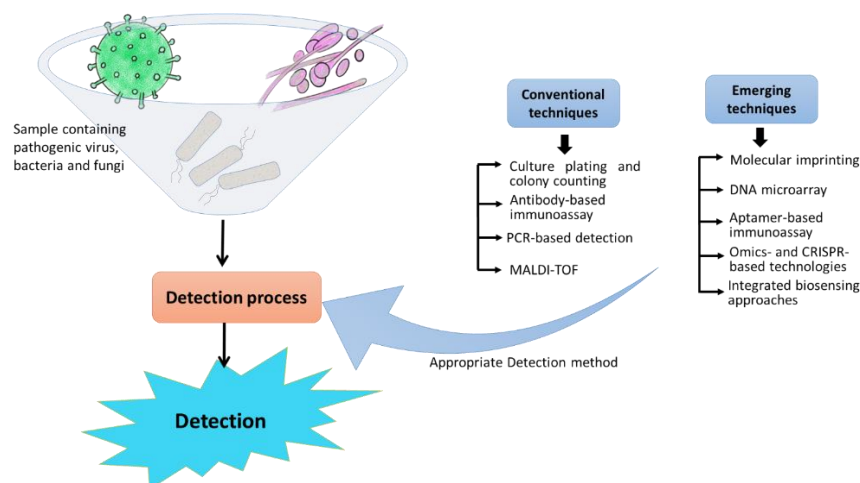 Sample containing
pathogenic virus,
bacteria and fungi
Detection process
Detection
Conventional
techniques
Culture plating and
colony counting
Antibody-based
immunoassay
PCR-based detection
MALDI-TOF
Emerging
techniques
Molecular imprinting
DNA microarray
Aptamer-based
immunoassay
Omics- and CRISPR-
based technologies
Integrated biosensing
approaches
Appropriate Detection method